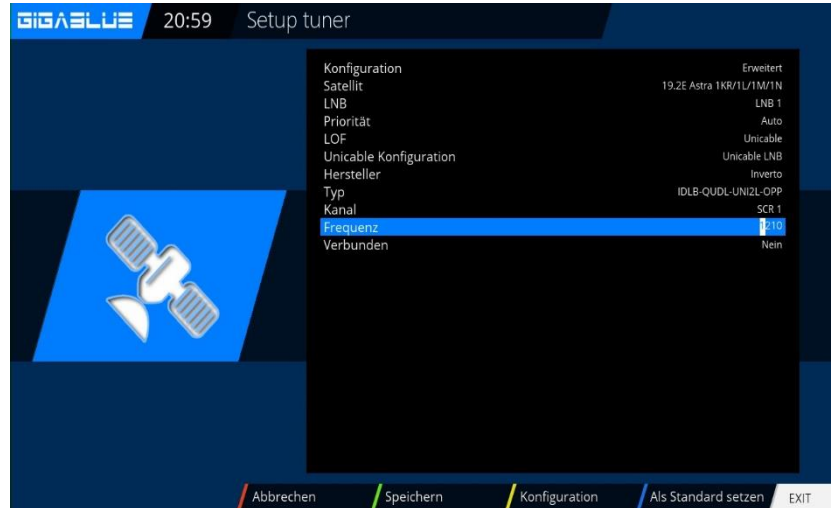 GIGABLUE 20:59 Setup tuner
Konfiguration Erweitert
Satellit 19.2E Astra 1KR/1L/1M/1N
LNB LNB 1
Priorität Auto
LOF Unicable
Unicable Konfiguration Unicable LNB
Hersteller Inverto
Typ IDLB-QUDL-UNI2L-OPP
Kanal SCR 1
Frequenz 1210
Verbunden Nein
Abbrechen Speichern Konfiguration Als Standard setzen EXIT